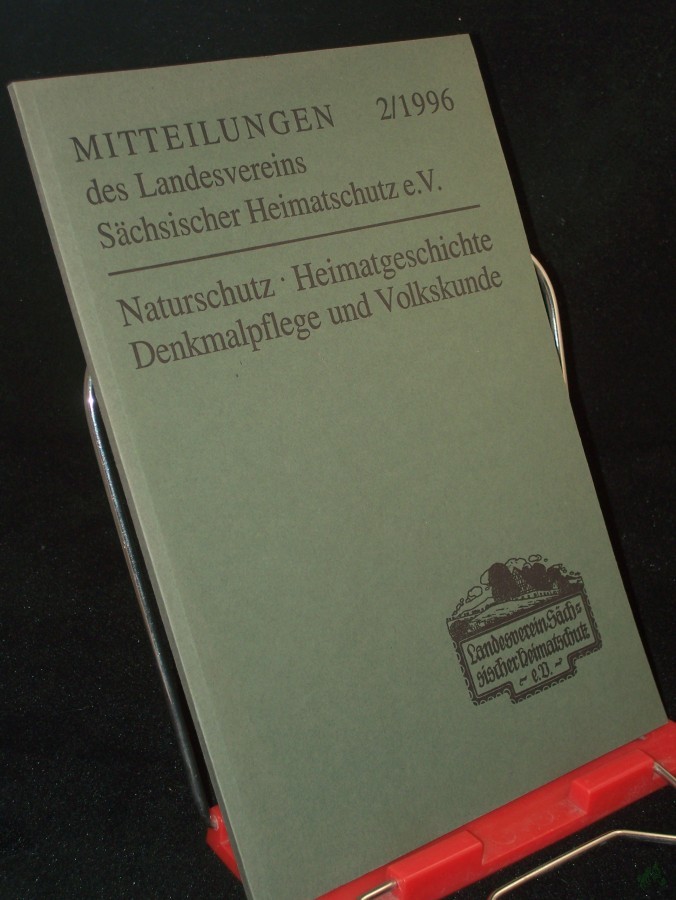 MITTEILUNGEN 2/1996
des Landesvereins
Sächsischer Heimatschutz e.V.
Naturschutz · Heimatgeschichte
Denkmalpflege und Volkskunde
Landesverein Säch=
sischer Heimatschutz
e.V.